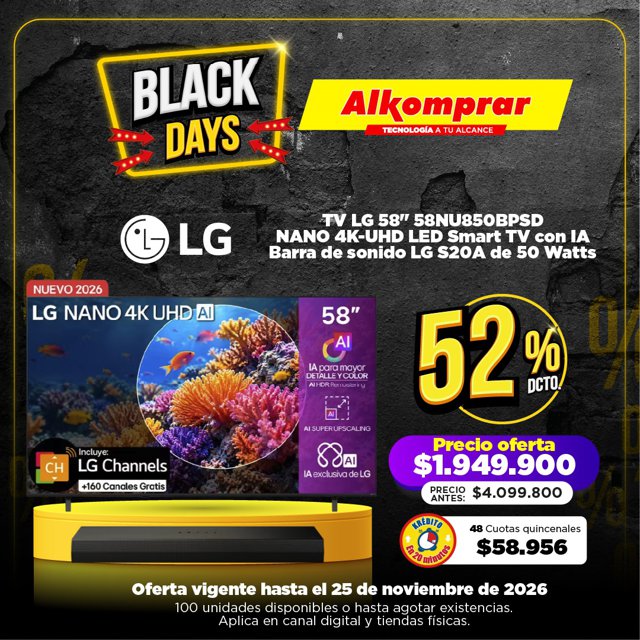 BLACK
DAYS
Alkomprar
TECNOLOGÍA A TU ALCANCE
LG
TV LG 58" 58NU850BPSD
NANO 4K-UHD LED Smart TV con IA
Barra de sonido LG S20A de 50 Watts
NUEVO 2026
LG NANO 4K UHD AI
58"
AI
IA para mayor
DETALLE Y COLOR
AI HDR Remastering
AI
AI SUPER UPSCALING
AI
IA exclusiva de LG
CH
Incluye:
LG Channels
+160 Canales Gratis
52%
DCTO.
Precio oferta
$1.949.900
PRECIO
ANTES:
$4.099.800
KRÉDITO
En 20 minutos
48 Cuotas quincenales
$58.956
Oferta vigente hasta el 25 de noviembre de 2026
100 unidades disponibles o hasta agotar existencias.
Aplica en canal digital y tiendas físicas.